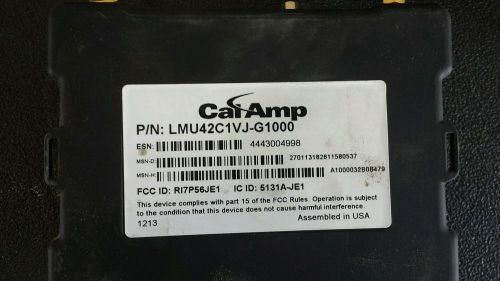 CalAmp
P/N: LMU42C1VJ-G1000
ESN: 4443004998
MSN-D: 270113182611580537
MSN-H: A1000032B0B479
FCC ID: RI7P56JE1 IC ID: 5131A-JE1
This device complies with part 15 of the FCC Rules. Operation is subject
to the condition that this device does not cause harmful interference.
1213 Assembled in USA